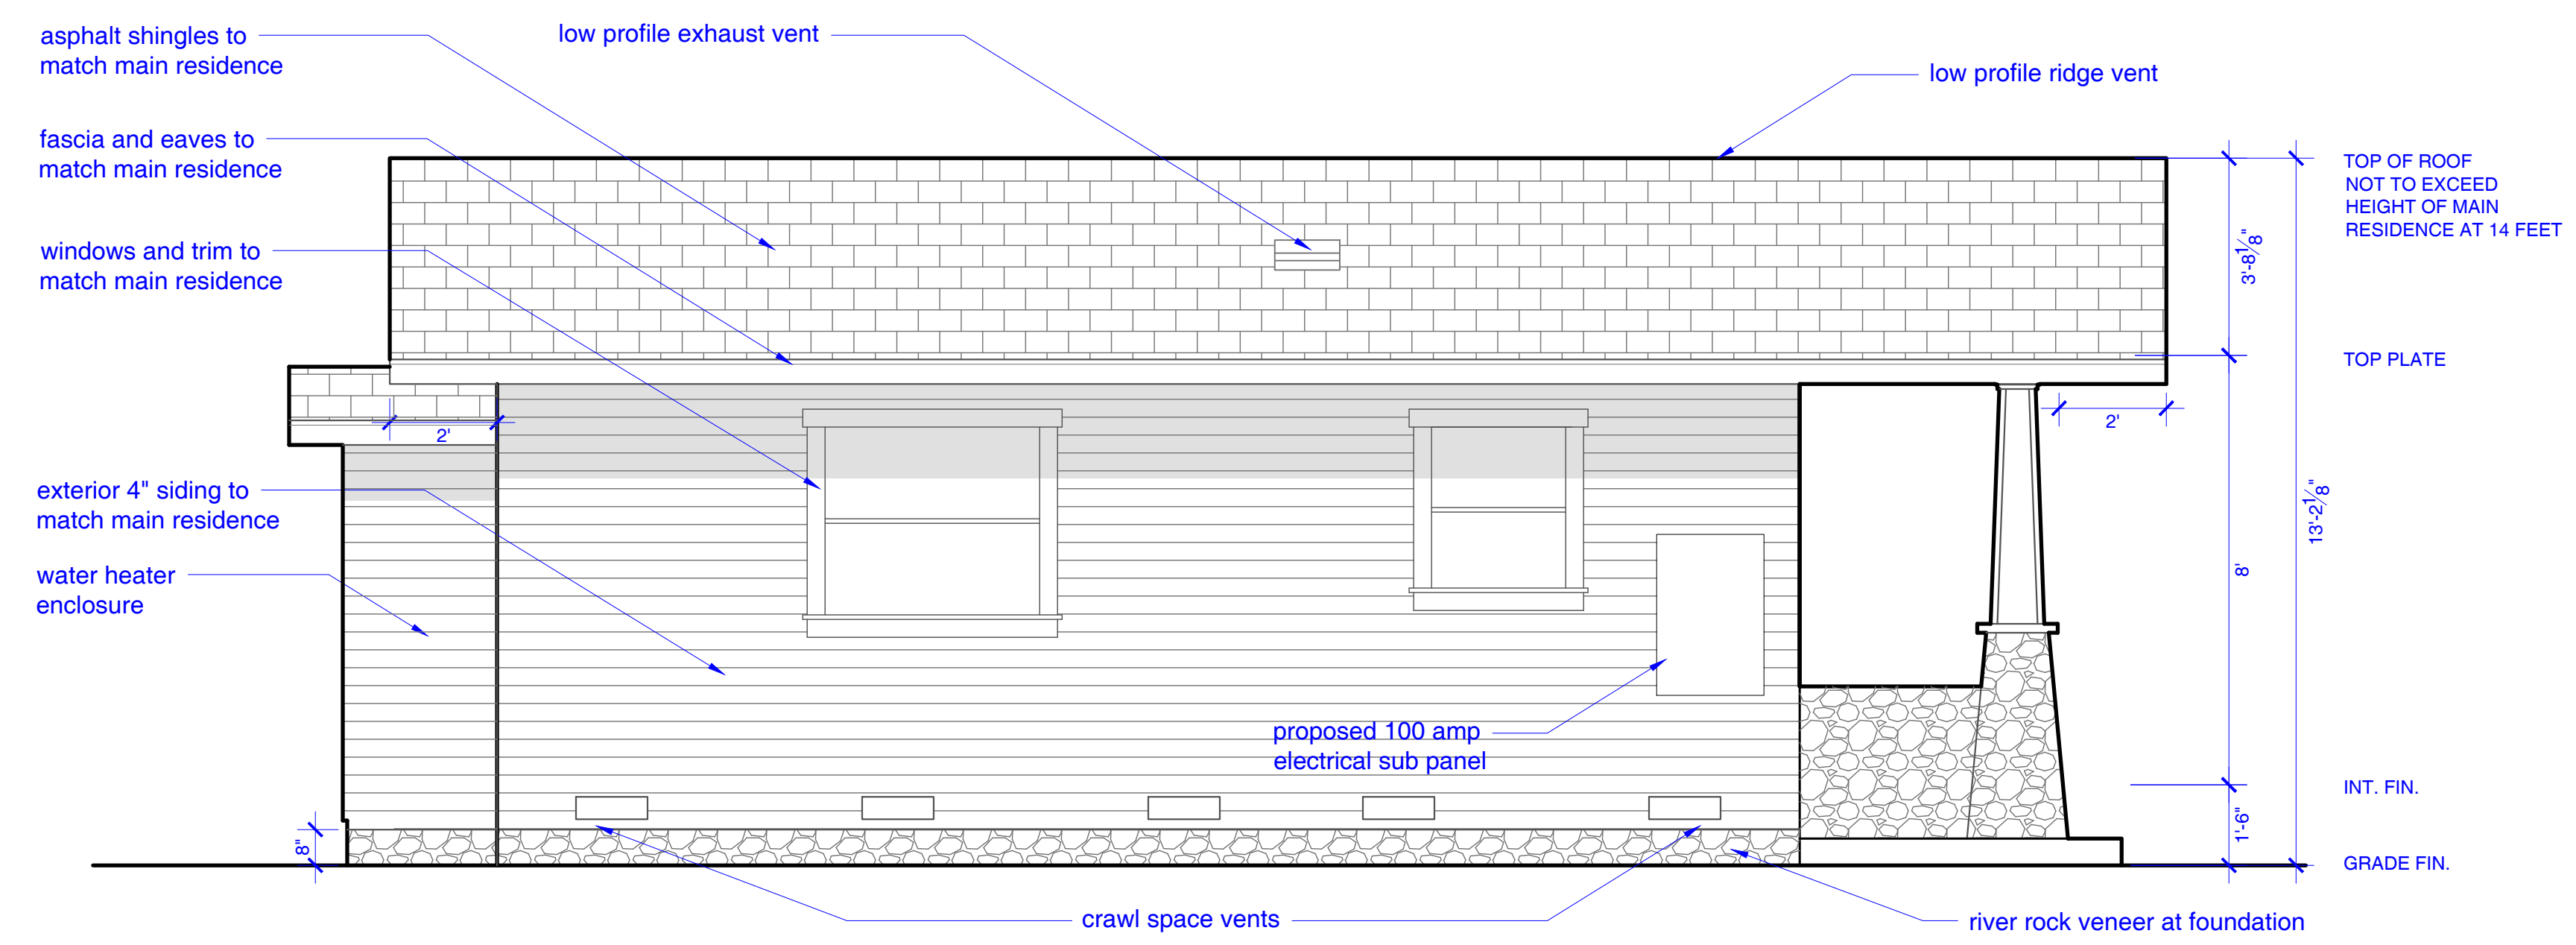 asphalt shingles to
match main residence
low profile exhaust vent
low profile ridge vent
fascia and eaves to
match main residence
TOP OF ROOF
NOT TO EXCEED
HEIGHT OF MAIN
RESIDENCE AT 14 FEET
windows and trim to
match main residence
3'-8 1/8"
TOP PLATE
2'
2'
exterior 4" siding to
match main residence
13'-2 1/8"
8'
water heater
enclosure
proposed 100 amp
electrical sub panel
INT. FIN.
1'-6"
8"
GRADE FIN.
crawl space vents
river rock veneer at foundation